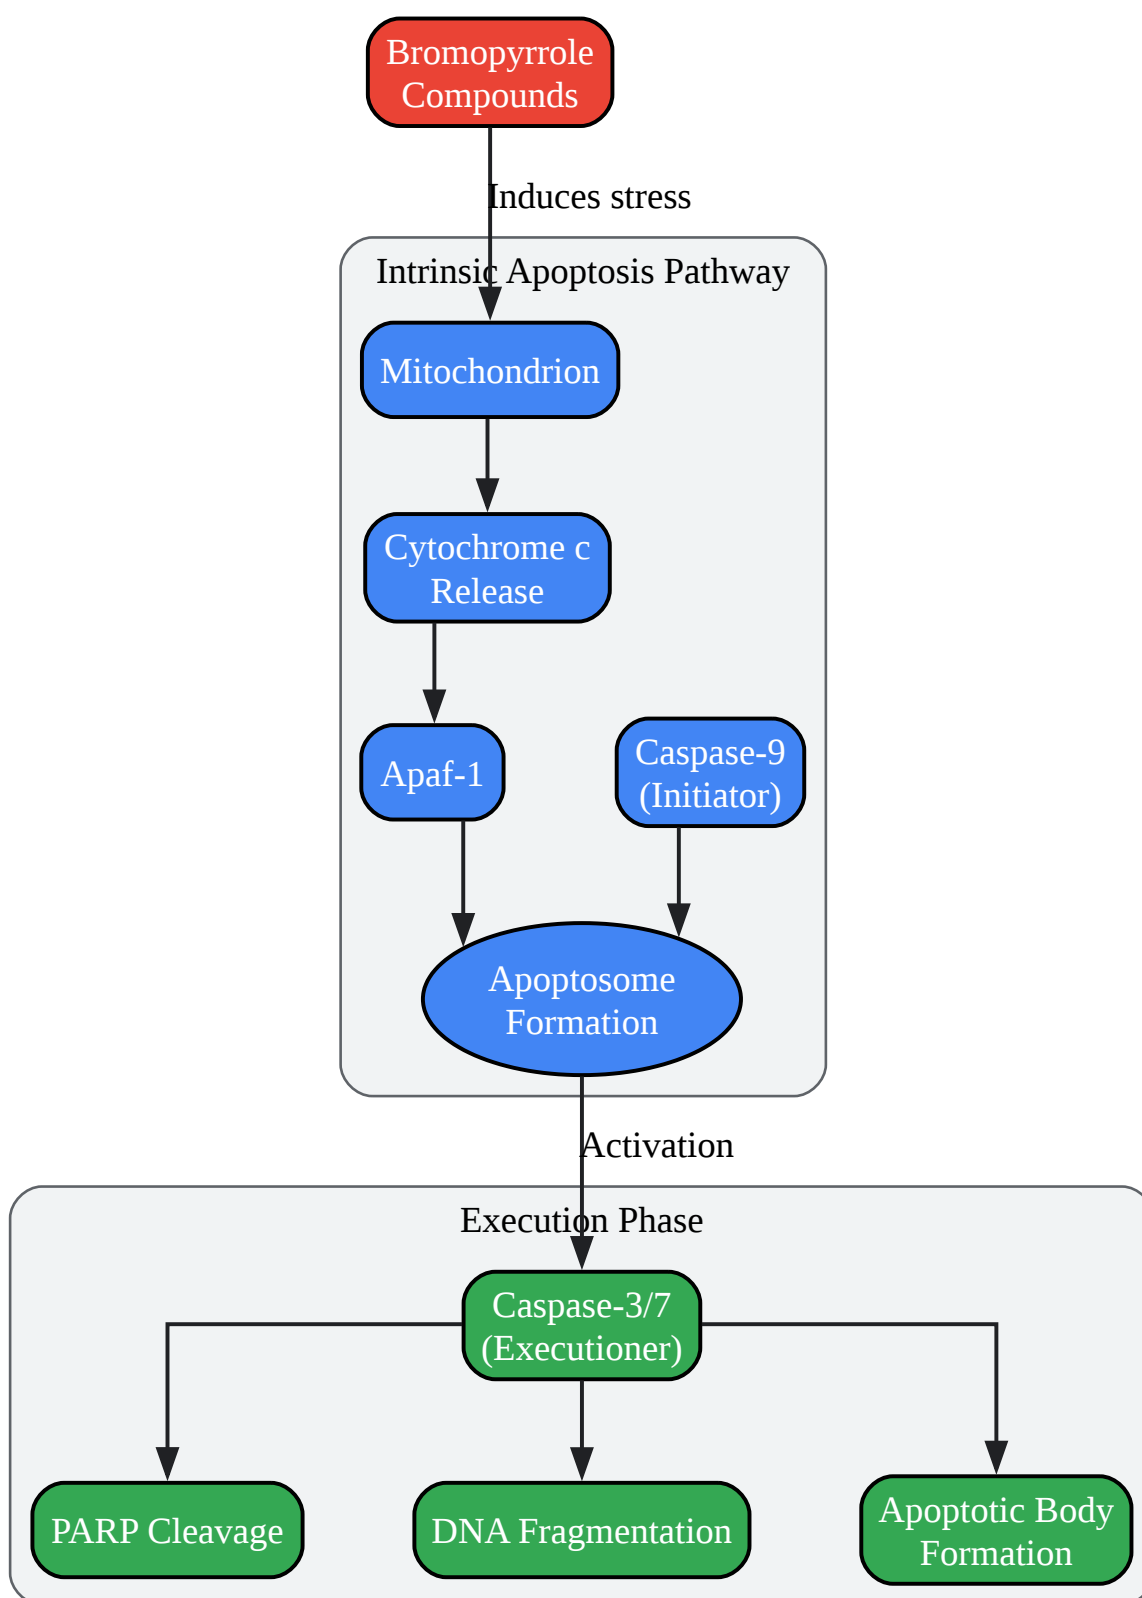 Bromopyrrole
Compounds
Induces stress
Intrinsic Apoptosis Pathway
Mitochondrion
Cytochrome c
Release
Apaf-1
Caspase-9
(Initiator)
Apoptosome
Formation
Activation
Execution Phase
Caspase-3/7
(Executioner)
PARP Cleavage
DNA Fragmentation
Apoptotic Body
Formation